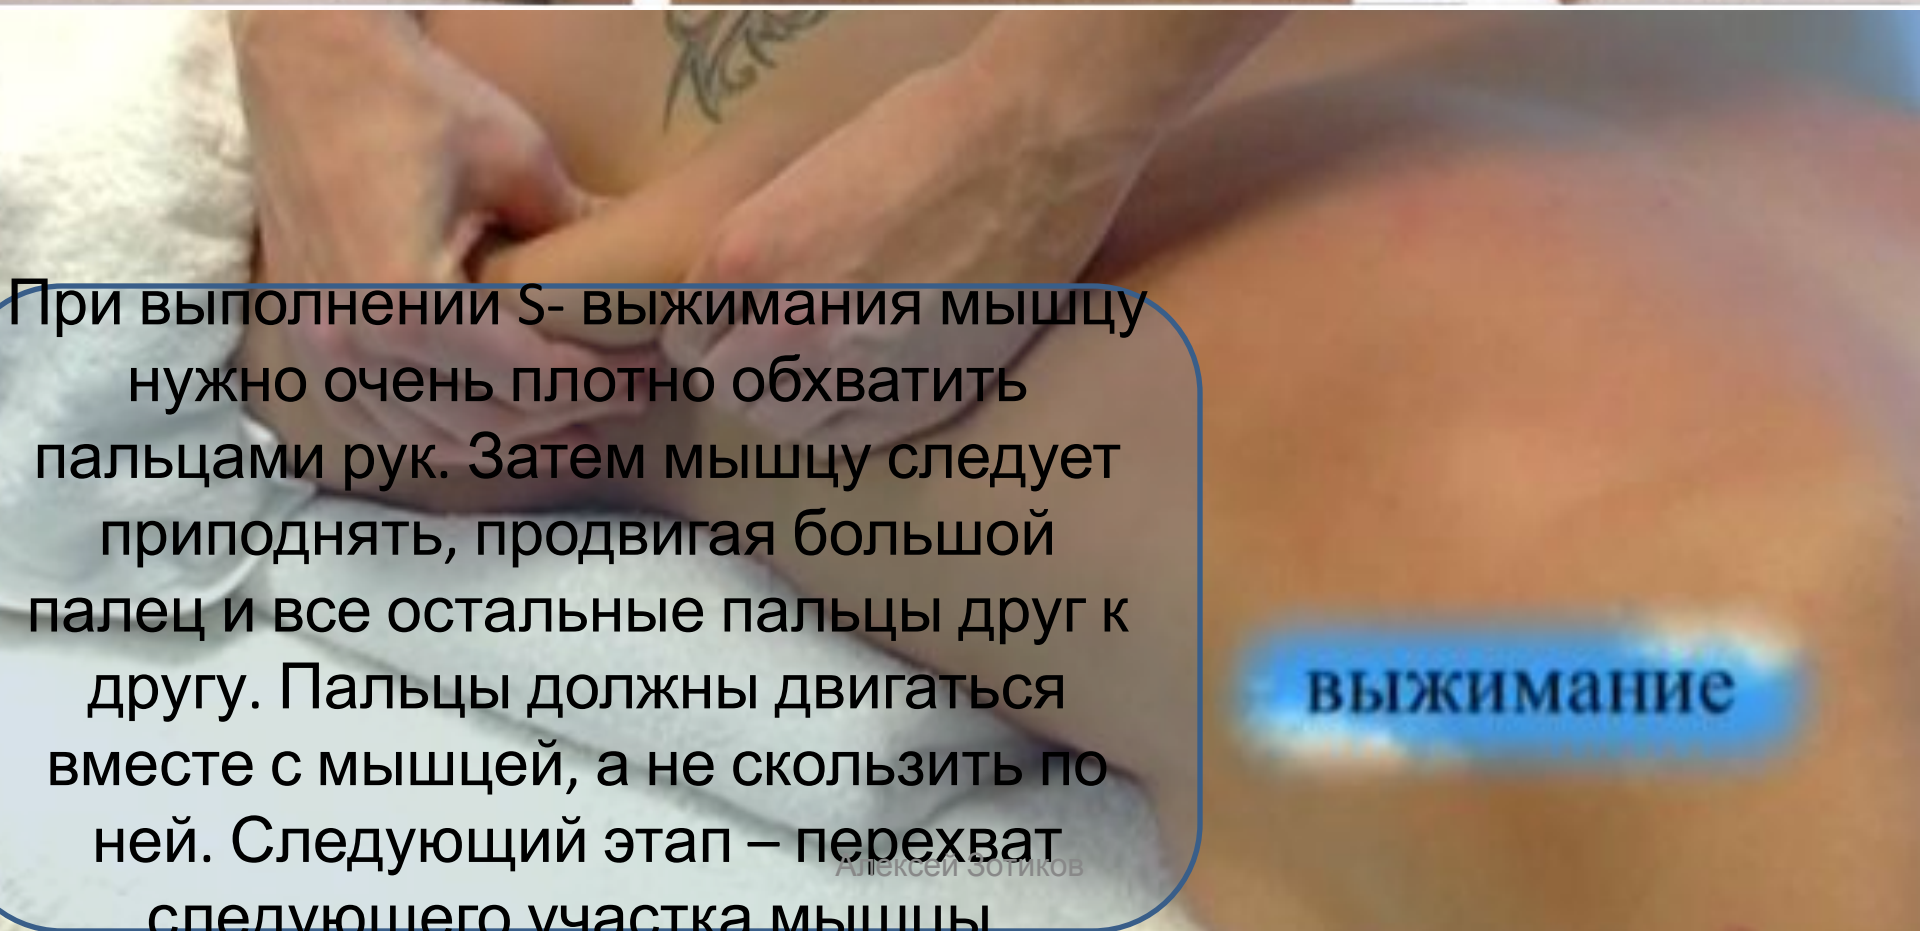 При выполнении S- выжимания мышцу
нужно очень плотно обхватить
пальцами рук. Затем мышцу следует
приподнять, продвигая большой
палец и все остальные пальцы друг к
другу. Пальцы должны двигаться
вместе с мышцей, а не скользить по
ней. Следующий этап – перехват
следующего участка мышцы
выжимание
Алексей Зотиков